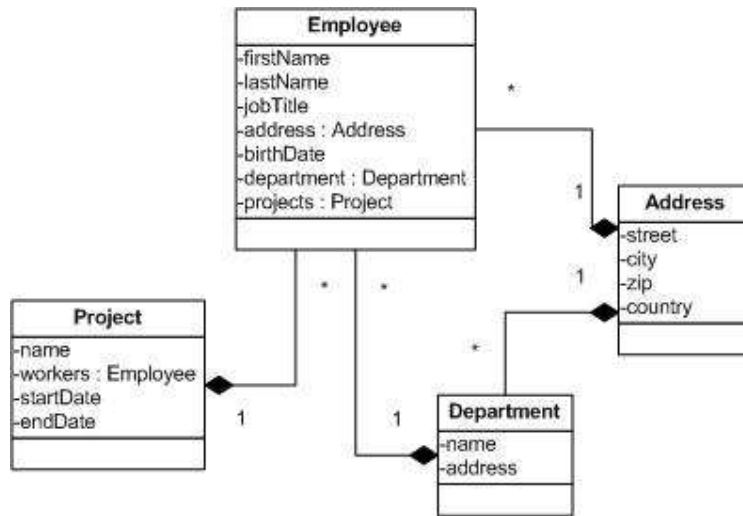 Employee
-firstName
-lastName
-jobTitle
-address : Address
-birthDate
-department : Department
-projects : Project
*
1
Address
-street
-city
-zip
-country
1
*
*
*
Project
-name
-workers : Employee
-startDate
-endDate
1
1
Department
-name
-address